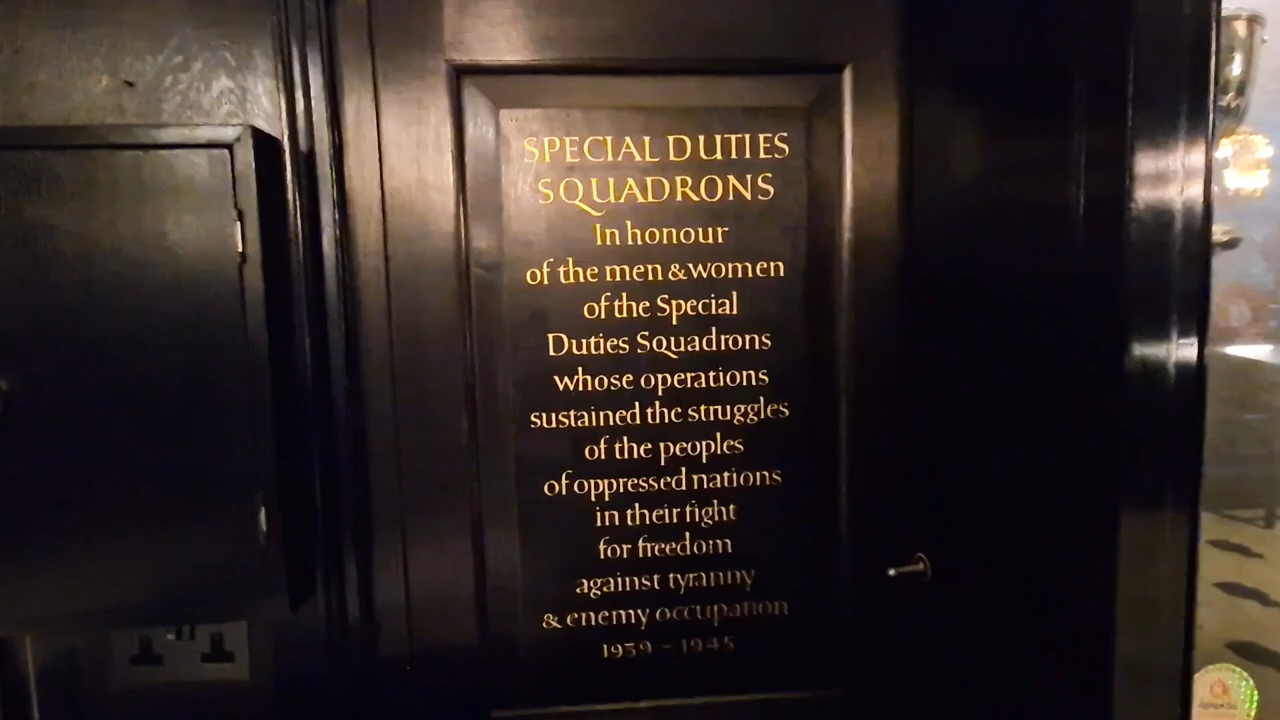 SPECIAL DUTIES
SQUADRONS
In honour
of the men & women
of the Special
Duties Squadrons
whose operations
sustained the struggles
of the peoples
of oppressed nations
in their fight
for freedom
against tyranny
& enemy occupation
1939 - 1945